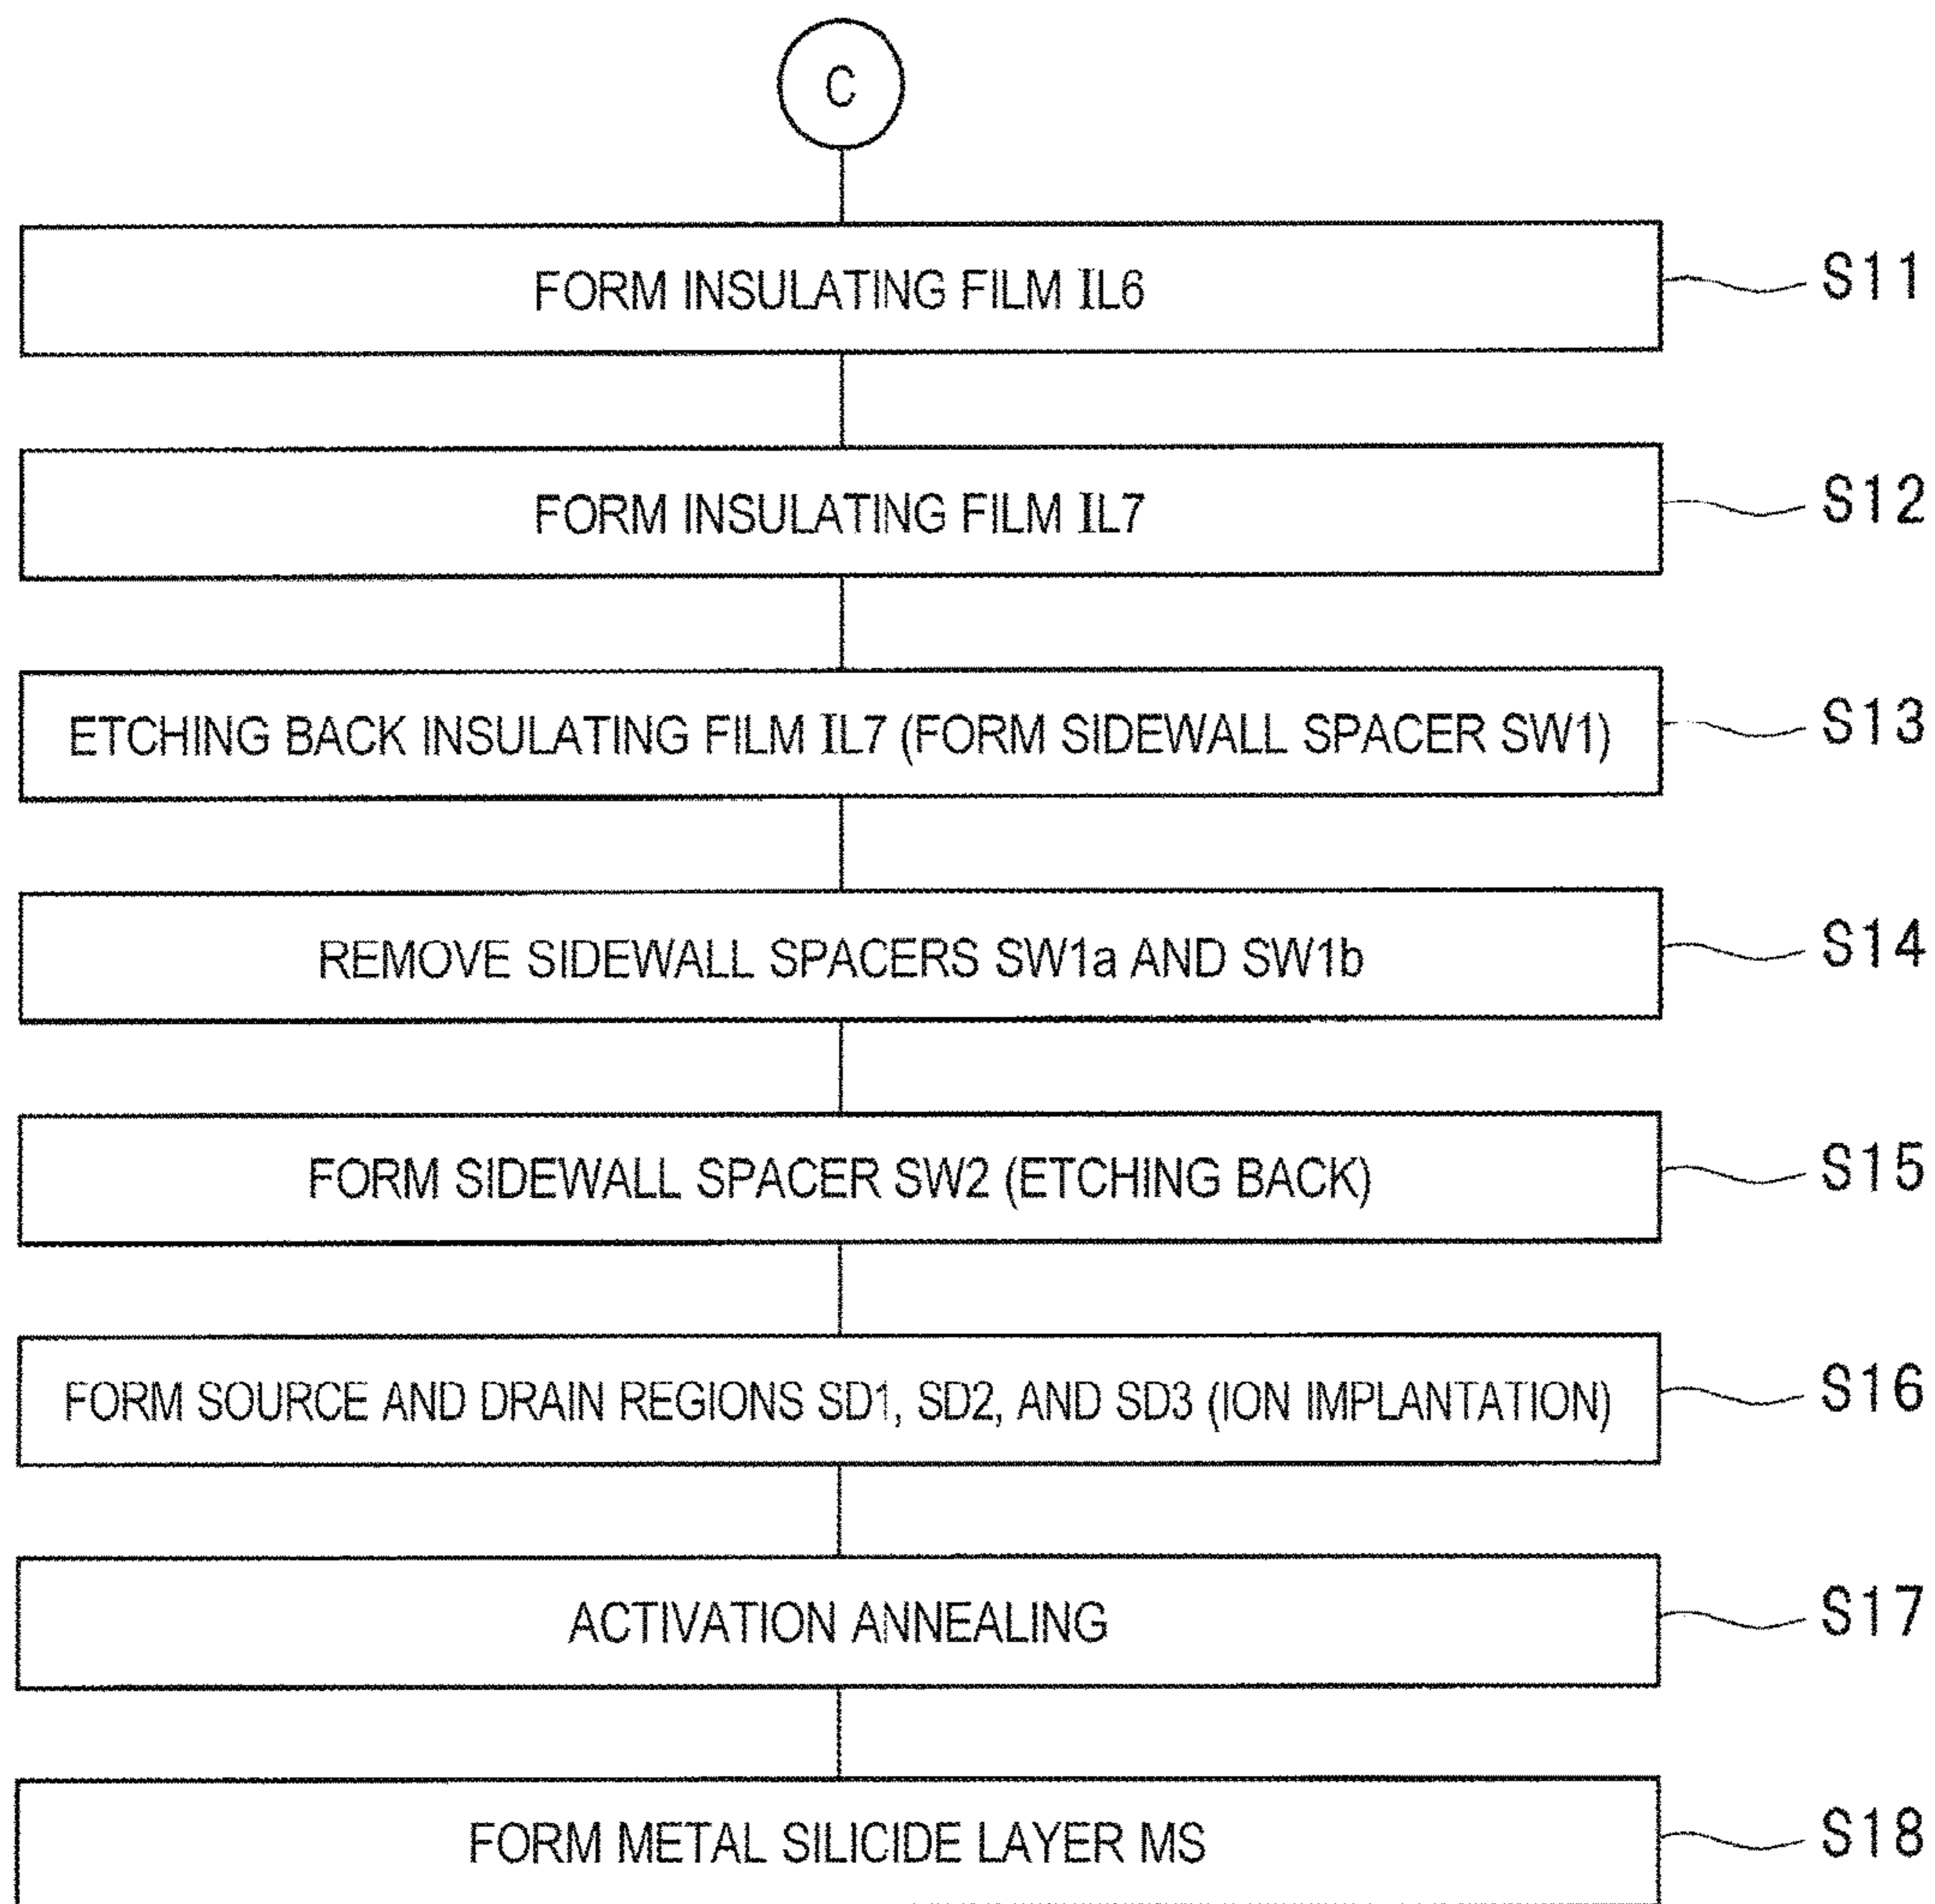 C
FORM INSULATING FILM IL6
S11
FORM INSULATING FILM IL7
S12
ETCHING BACK INSULATING FILM IL7 (FORM SIDEWALL SPACER SW1)
S13
REMOVE SIDEWALL SPACERS SW1a AND SW1b
S14
FORM SIDEWALL SPACER SW2 (ETCHING BACK)
S15
FORM SOURCE AND DRAIN REGIONS SD1, SD2, AND SD3 (ION IMPLANTATION)
S16
ACTIVATION ANNEALING
S17
FORM METAL SILICIDE LAYER MS
S18